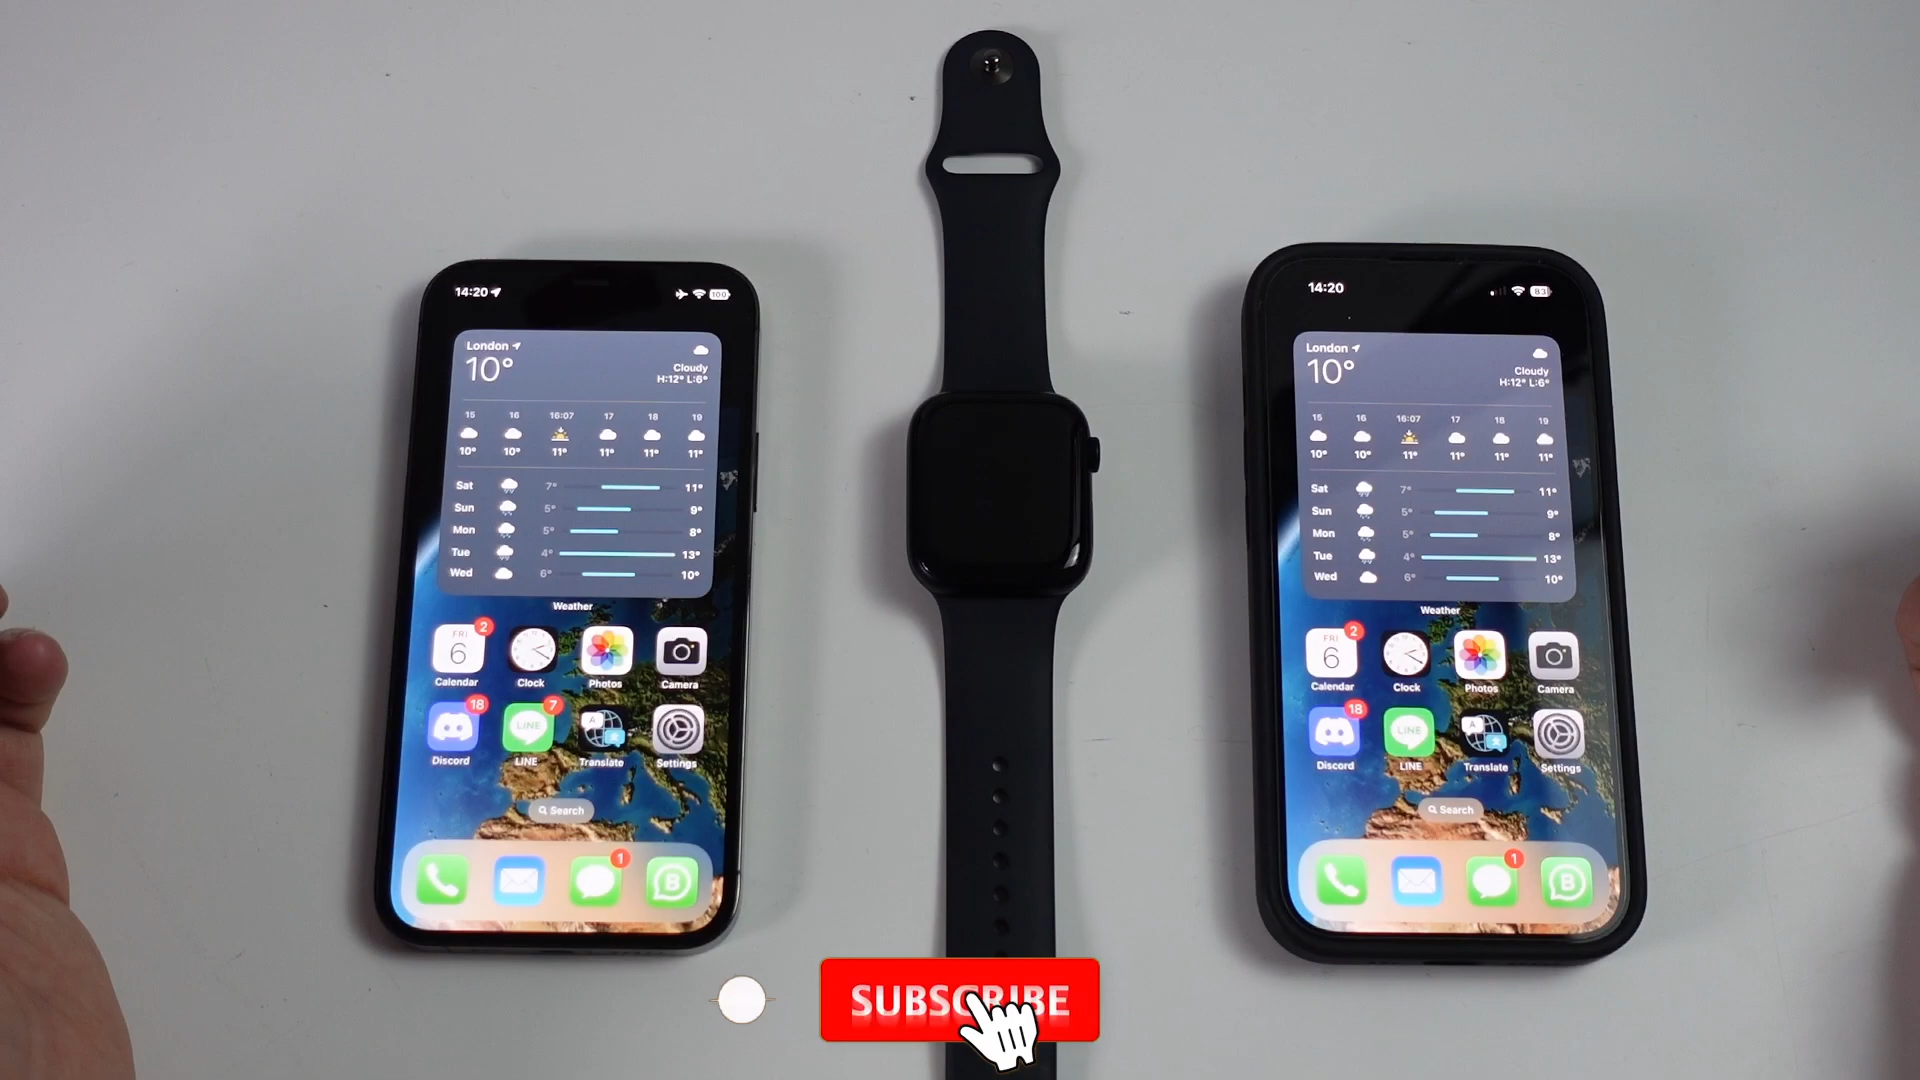 14:20
100
London
10°
Cloudy
H:12° L:6°
15 16 16:07 17 18 19
10° 10° 11° 11° 11° 11°
Sat 7° 11°
Sun 5° 9°
Mon 5° 8°
Tue 4° 13°
Wed 6° 10°
Weather
FRI
6
2
Calendar Clock Photos Camera
18 LINE 7 A
Discord LINE Translate Settings
Search
1
B
14:20
83
London
10°
Cloudy
H:12° L:6°
15 16 16:07 17 18 19
10° 10° 11° 11° 11° 11°
Sat 7° 11°
Sun 5° 9°
Mon 5° 8°
Tue 4° 13°
Wed 6° 10°
Weather
FRI
6
2
Calendar Clock Photos Camera
18 LINE A
Discord LINE Translate Settings
Search
1
B
SUBSCRIBE